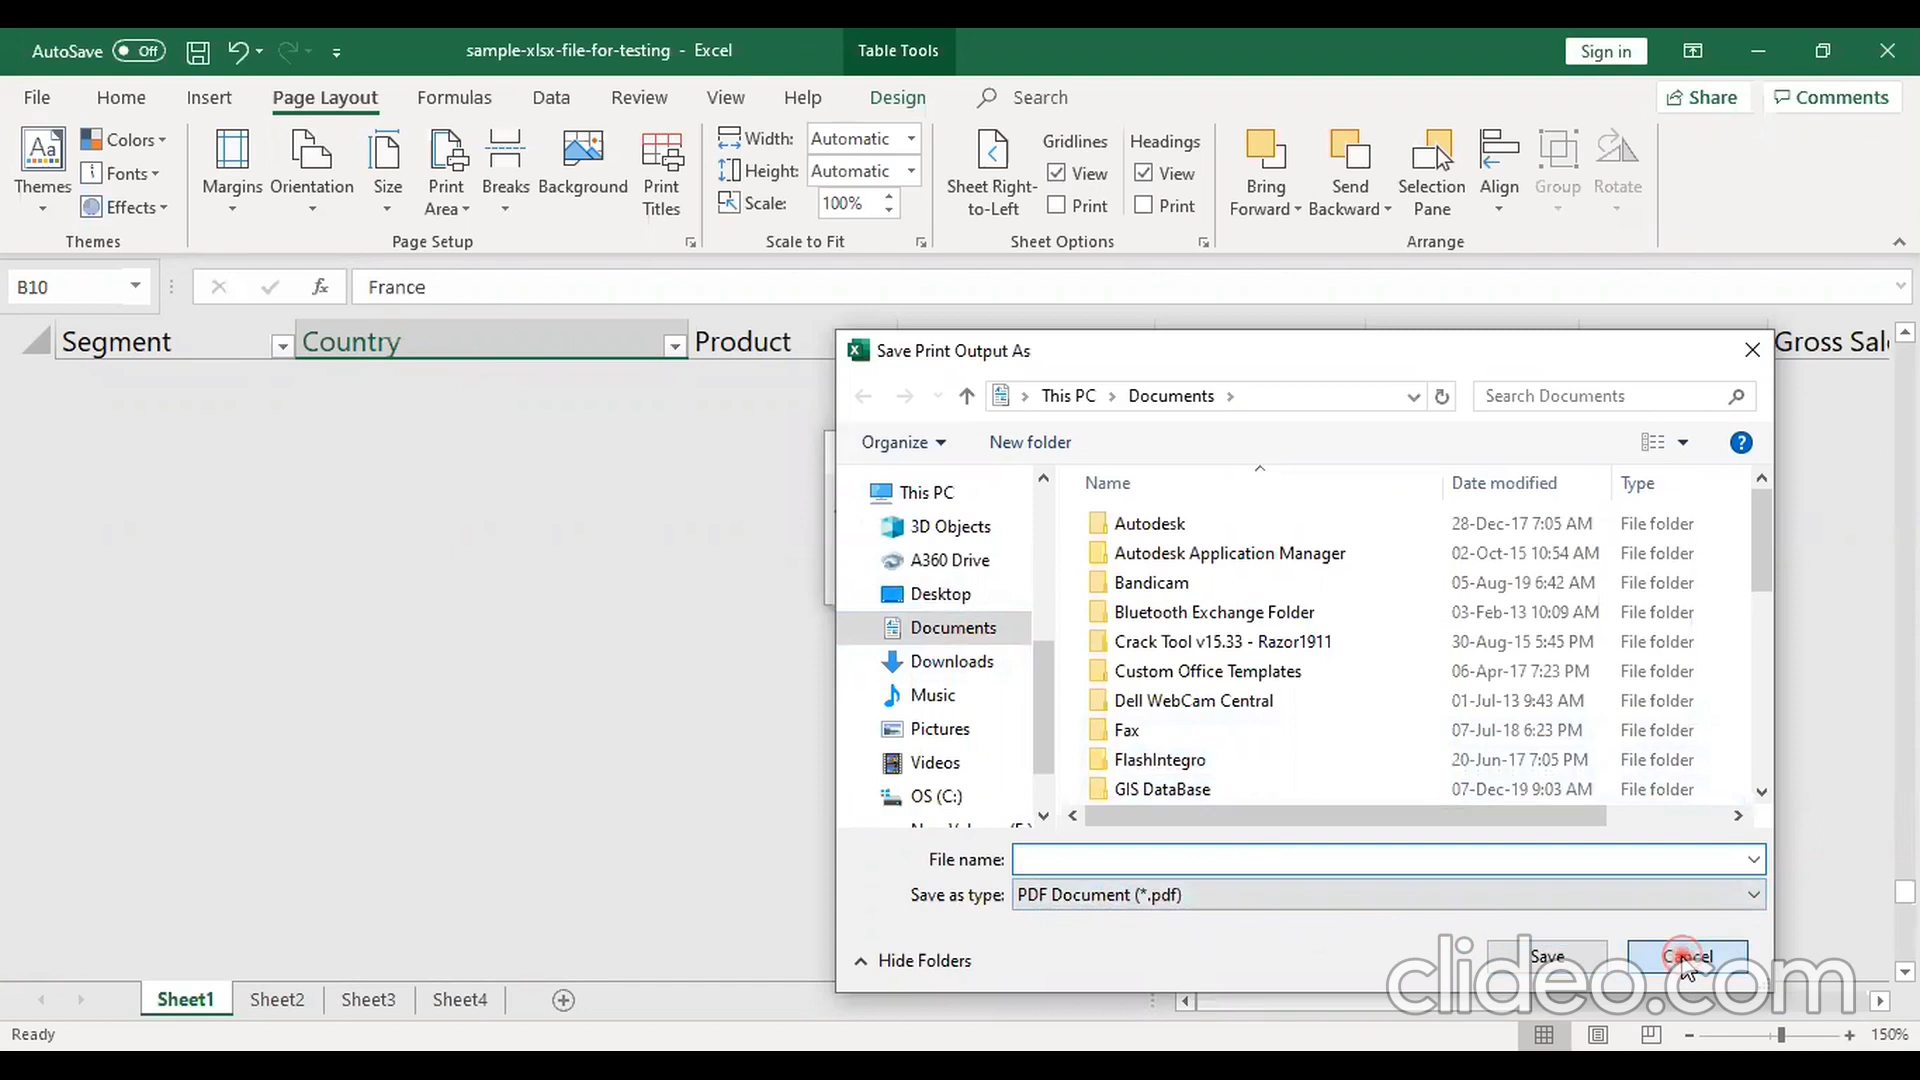 AutoSave Off sample-xlsx-file-for-testing - Excel Table Tools Sign in
File Home Insert Page Layout Formulas Data Review View Help Design Search Share Comments
Aa Themes
Colors
Fonts
Effects
Themes
Margins
Orientation
Size
Print Area
Breaks
Background
Print Titles
Page Setup
Width: Automatic
Height: Automatic
Scale: 100%
Scale to Fit
Sheet Right-to-Left
Gridlines
View
Print
Headings
View
Print
Sheet Options
Bring Forward
Send Backward
Selection Pane
Align
Group
Rotate
Arrange
B10 fx France
Segment Country Product Gross Sal
Save Print Output As
This PC > Documents > Search Documents
Organize New folder
This PC
3D Objects
A360 Drive
Desktop
Documents
Downloads
Music
Pictures
Videos
OS (C:)
Name Date modified Type
Autodesk 28-Dec-17 7:05 AM File folder
Autodesk Application Manager 02-Oct-15 10:54 AM File folder
Bandicam 05-Aug-19 6:42 AM File folder
Bluetooth Exchange Folder 03-Feb-13 10:09 AM File folder
Crack Tool v15.33 - Razor1911 30-Aug-15 5:45 PM File folder
Custom Office Templates 06-Apr-17 7:23 PM File folder
Dell WebCam Central 01-Jul-13 9:43 AM File folder
Fax 07-Jul-18 6:23 PM File folder
FlashIntegro 20-Jun-17 7:05 PM File folder
GIS DataBase 07-Dec-19 9:03 AM File folder
File name:
Save as type: PDF Document (*.pdf)
Hide Folders Save Cancel
clideo.com
Sheet1 Sheet2 Sheet3 Sheet4
Ready 150%